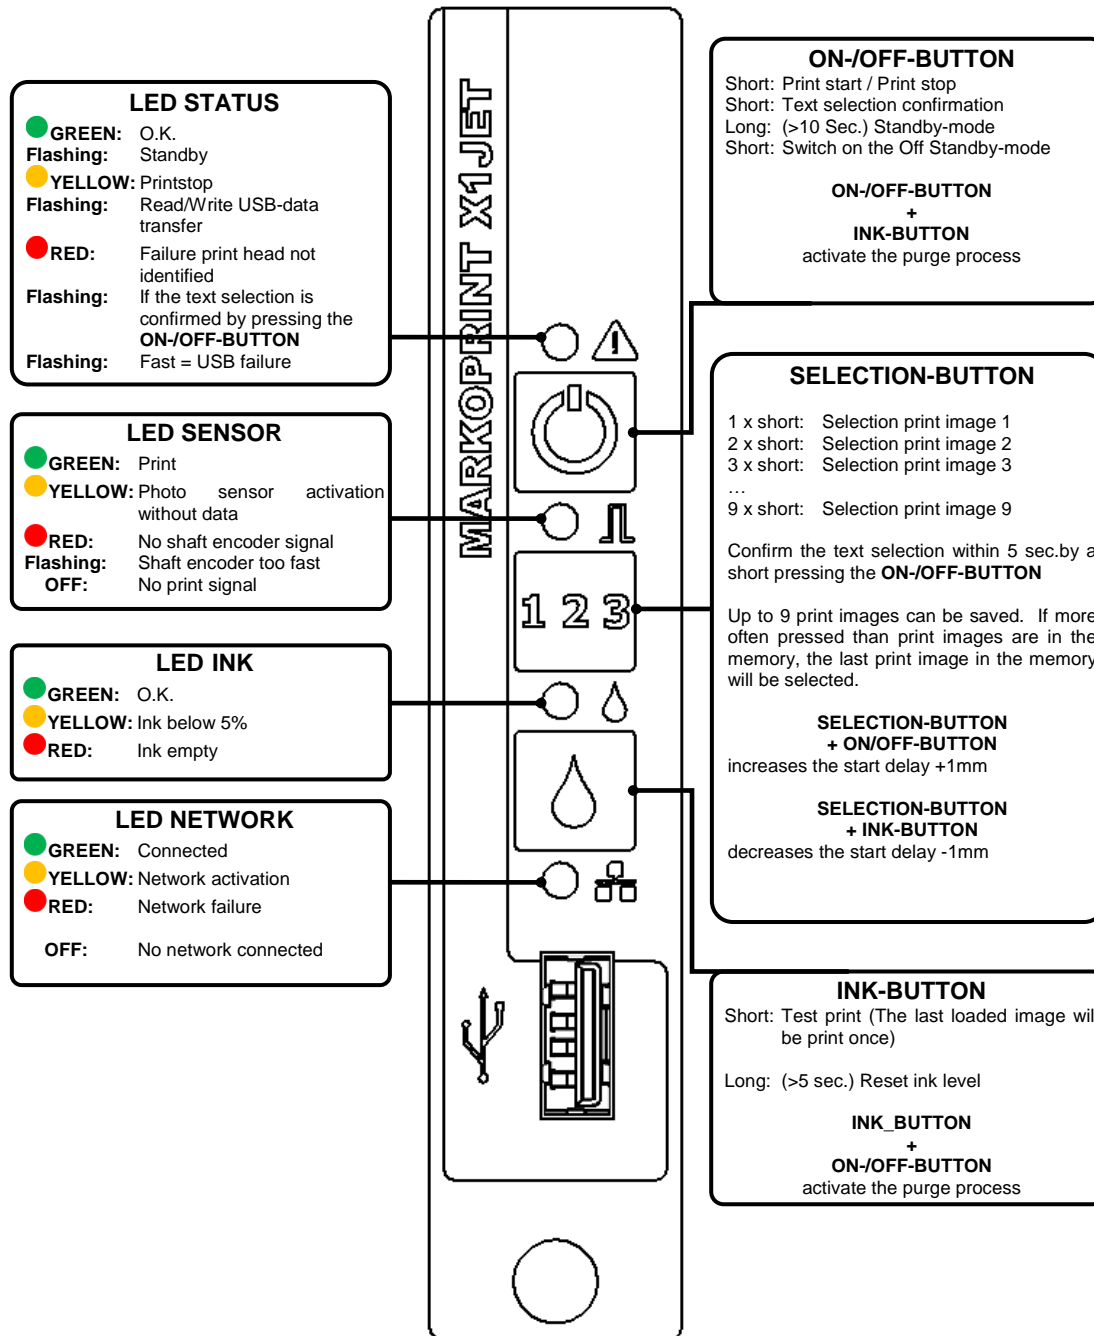 LED STATUS
GREEN: O.K.
Flashing: Standby
YELLOW: Printstop
Flashing: Read/Write USB-data
transfer
RED: Failure print head not
identified
Flashing: If the text selection is
confirmed by pressing the
ON-/OFF-BUTTON
Flashing: Fast = USB failure
LED SENSOR
GREEN: Print
YELLOW: Photo sensor activation
without data
RED: No shaft encoder signal
Flashing: Shaft encoder too fast
OFF: No print signal
LED INK
GREEN: O.K.
YELLOW: Ink below 5%
RED: Ink empty
LED NETWORK
GREEN: Connected
YELLOW: Network activation
RED: Network failure
OFF: No network connected
MARKOPRINT X1JET
1 2 3
ON-/OFF-BUTTON
Short: Print start / Print stop
Short: Text selection confirmation
Long: (>10 Sec.) Standby-mode
Short: Switch on the Off Standby-mode
ON-/OFF-BUTTON
+
INK-BUTTON
activate the purge process
SELECTION-BUTTON
1 x short: Selection print image 1
2 x short: Selection print image 2
3 x short: Selection print image 3
…
9 x short: Selection print image 9
Confirm the text selection within 5 sec.by a
short pressing the ON-/OFF-BUTTON
Up to 9 print images can be saved. If more
often pressed than print images are in the
memory, the last print image in the memory
will be selected.
SELECTION-BUTTON
+ ON/OFF-BUTTON
increases the start delay +1mm
SELECTION-BUTTON
+ INK-BUTTON
decreases the start delay -1mm
INK-BUTTON
Short: Test print (The last loaded image will
be print once)
Long: (>5 sec.) Reset ink level
INK_BUTTON
+
ON-/OFF-BUTTON
activate the purge process